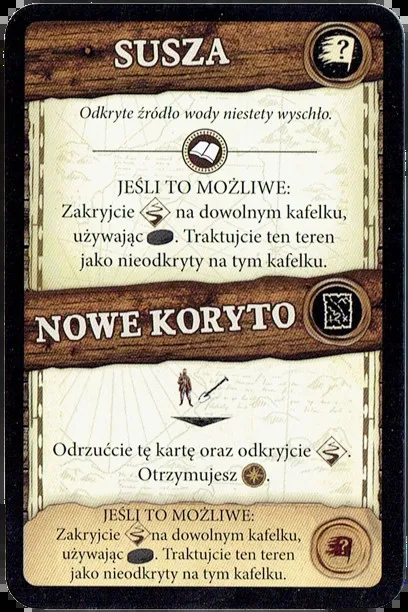 SUSZA
?
Odkryte źródło wody niestety wyschło.
JEŚLI TO MOŻLIWE:
Zakryjcie na dowolnym kafelku,
używając . Traktujcie ten teren
jako nieodkryty na tym kafelku.
NOWE KORYTO
Odrzućcie tę kartę oraz odkryjcie .
Otrzymujesz .
JEŚLI TO MOŻLIWE:
Zakryjcie na dowolnym kafelku,
używając . Traktujcie ten teren
jako nieodkryty na tym kafelku.
?